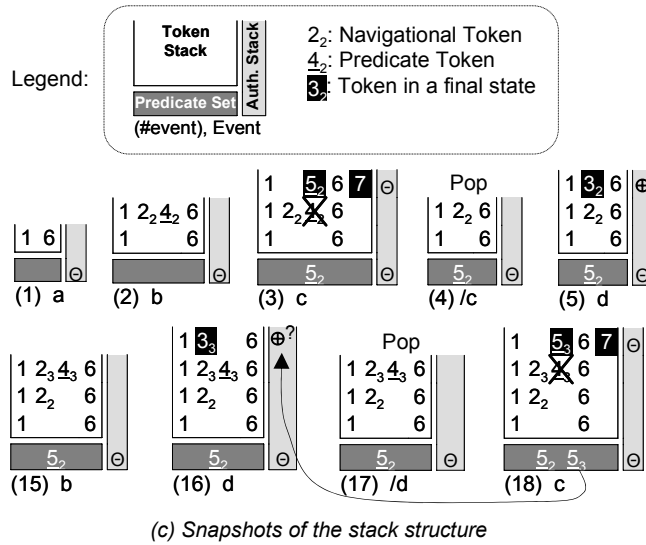 Legend:
Token
Stack
Auth. Stack
Predicate Set
(#event), Event
2₂: Navigational Token
4₂: Predicate Token
3₂: Token in a final state
1 6
⊖
(1) a
1 2₂ 4₂ 6
1 6
⊖
(2) b
1 5₂ 6 7 ⊖
1 2₂ 4₂ 6
1 6
5₂ ⊖
(3) c
Pop
1 2₂ 6
1 6
5₂ ⊖
(4) /c
1 3₂ 6 ⊕
1 2₂ 6
1 6
5₂ ⊖
(5) d
1 2₃ 4₃ 6
1 2₂ 6
1 6
5₂ ⊖
(15) b
1 3₃ 6 ⊕?
1 2₃ 4₃ 6
1 2₂ 6
1 6
5₂ ⊖
(16) d
Pop
1 2₃ 4₃ 6
1 2₂ 6
1 6
5₂ ⊖
(17) /d
1 5₃ 6 7 ⊖
1 2₃ 4₃ 6
1 2₂ 6
1 6
5₂ 5₃ ⊖
(18) c
(c) Snapshots of the stack structure